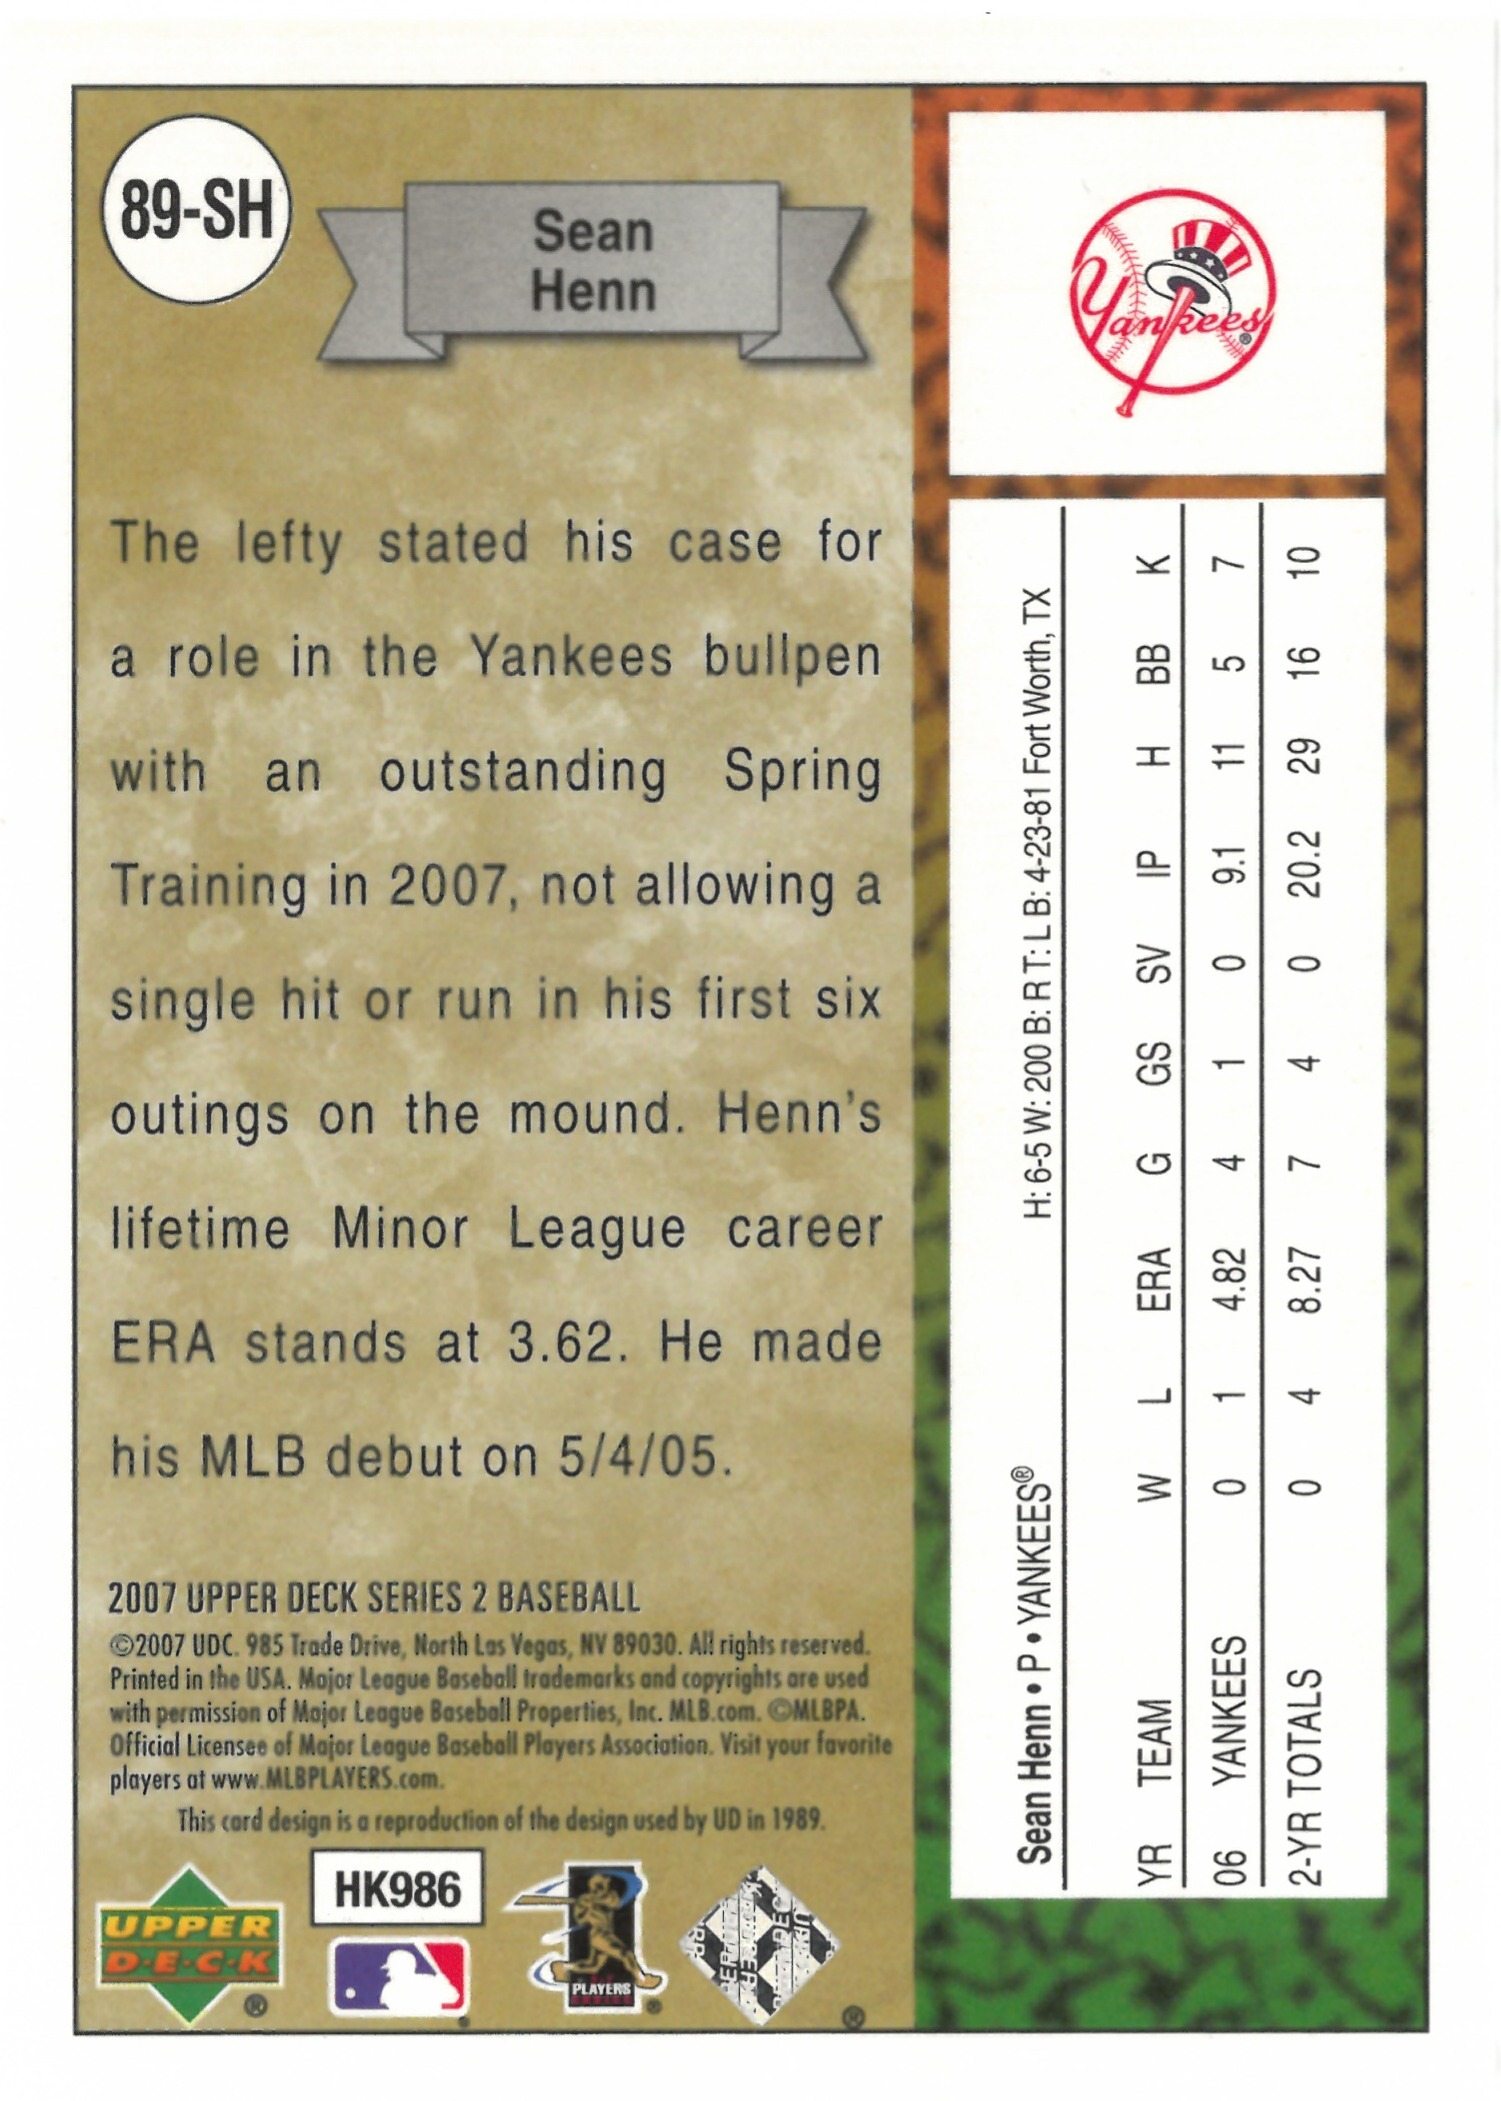 89-SH
Sean
Henn
The lefty stated his case for
a role in the Yankees bullpen
with an outstanding Spring
Training in 2007, not allowing a
single hit or run in his first six
outings on the mound. Henn's
lifetime Minor League career
ERA stands at 3.62. He made
his MLB debut on 5/4/05.
2007 UPPER DECK SERIES 2 BASEBALL
©2007 UDC. 985 Trade Drive, North Las Vegas, NV 89030. All rights reserved.
Printed in the USA. Major League Baseball trademarks and copyrights are used
with permission of Major League Baseball Properties, Inc. MLB.com. ©MLBPA.
Official Licensee of Major League Baseball Players Association. Visit your favorite
players at www.MLBPLAYERS.com.
This card design is a reproduction of the design used by UD in 1989.
UPPER
DECK
®
HK986
PLAYERS
®
®
Yankees
®
Sean Henn • P • YANKEES® H: 6-5 W: 200 B: R T: L B: 4-23-81 Fort Worth, TX
YR TEAM W L ERA G GS SV IP H BB K
06 YANKEES 0 1 4.82 4 1 0 9.1 11 5 7
2-YR TOTALS 0 4 8.27 7 4 0 20.2 29 16 10